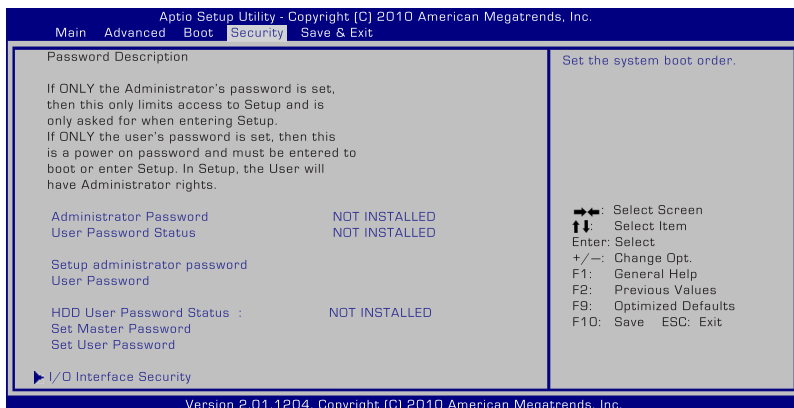 Aptio Setup Utility - Copyright (C) 2010 American Megatrends, Inc.
Main Advanced Boot Security Save & Exit
Password Description
If ONLY the Administrator's password is set,
then this only limits access to Setup and is
only asked for when entering Setup.
If ONLY the user's password is set, then this
is a power on password and must be entered to
boot or enter Setup. In Setup, the User will
have Administrator rights.
Administrator Password NOT INSTALLED
User Password Status NOT INSTALLED
Setup administrator password
User Password
HDD User Password Status : NOT INSTALLED
Set Master Password
Set User Password
I/O Interface Security
Set the system boot order.
→←: Select Screen
↑↓: Select Item
Enter: Select
+/—: Change Opt.
F1: General Help
F2: Previous Values
F9: Optimized Defaults
F10: Save ESC: Exit
Version 2.01.1204. Copyright (C) 2010 American Megatrends, Inc.